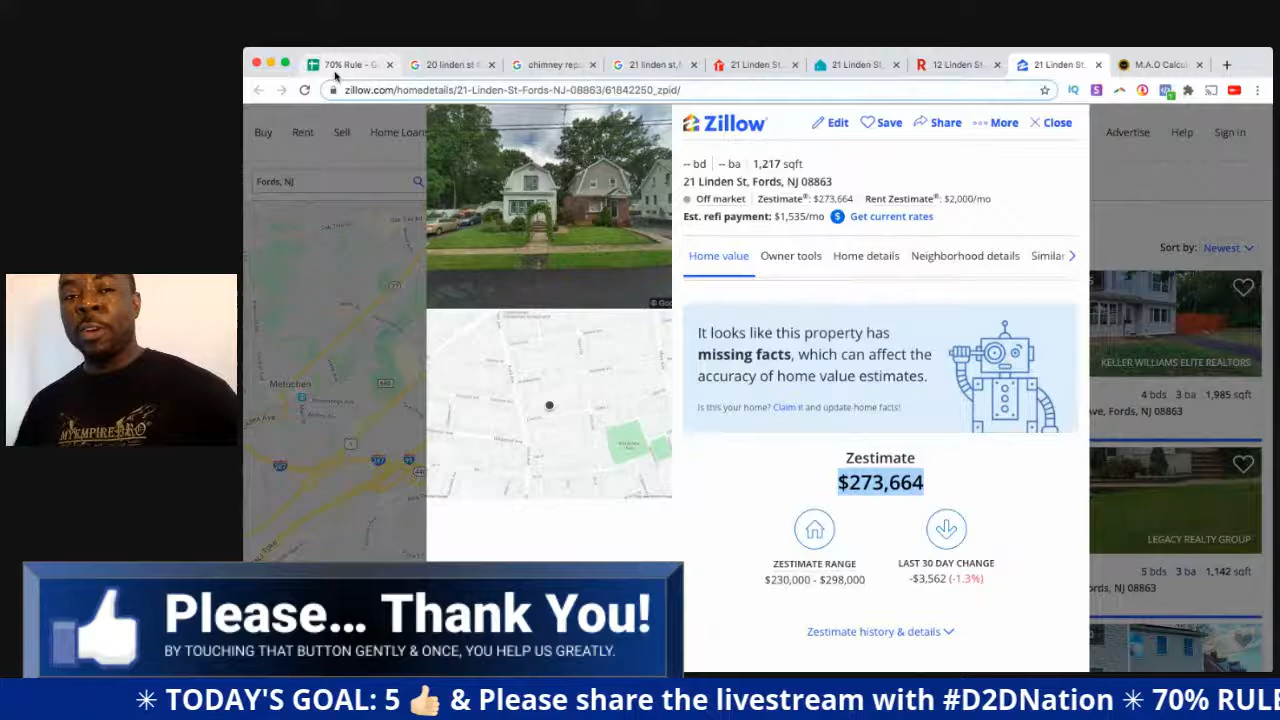 70% Rule - G
20 linden st
chimney rep
21 linden st,
21 Linden St
21 Linden St
12 Linden St
21 Linden St
M.A.O Calcu
zillow.com/homedetails/21-Linden-St-Fords-NJ-08863/61842250_zpid/
Buy Rent Sell Home Loans
Advertise Help Sign in
Fords, NJ
Zillow
Edit Save Share More Close
-- bd -- ba 1,217 sqft
21 Linden St, Fords, NJ 08863
Off market Zestimate®: $273,664 Rent Zestimate®: $2,000/mo
Est. refi payment: $1,535/mo $ Get current rates
Home value Owner tools Home details Neighborhood details Similar
Sort by: Newest
It looks like this property has
missing facts, which can affect the
accuracy of home value estimates.
Is this your home? Claim it and update home facts!
Zestimate
$273,664
ZESTIMATE RANGE
$230,000 - $298,000
LAST 30 DAY CHANGE
-$3,562 (-1.3%)
Zestimate history & details
KELLER WILLIAMS ELITE REALTORS
4 bds 3 ba 1,985 sqft
ve, Fords, NJ 08863
LEGACY REALTY GROUP
5 bds 3 ba 1,142 sqft
ords, NJ 08863
Metuchen
MYEMPIREPRO
Please... Thank You!
BY TOUCHING THAT BUTTON GENTLY & ONCE, YOU HELP US GREATLY.
✳ TODAY'S GOAL: 5 👍🏻 & Please share the livestream with #D2DNation ✳ 70% RULE